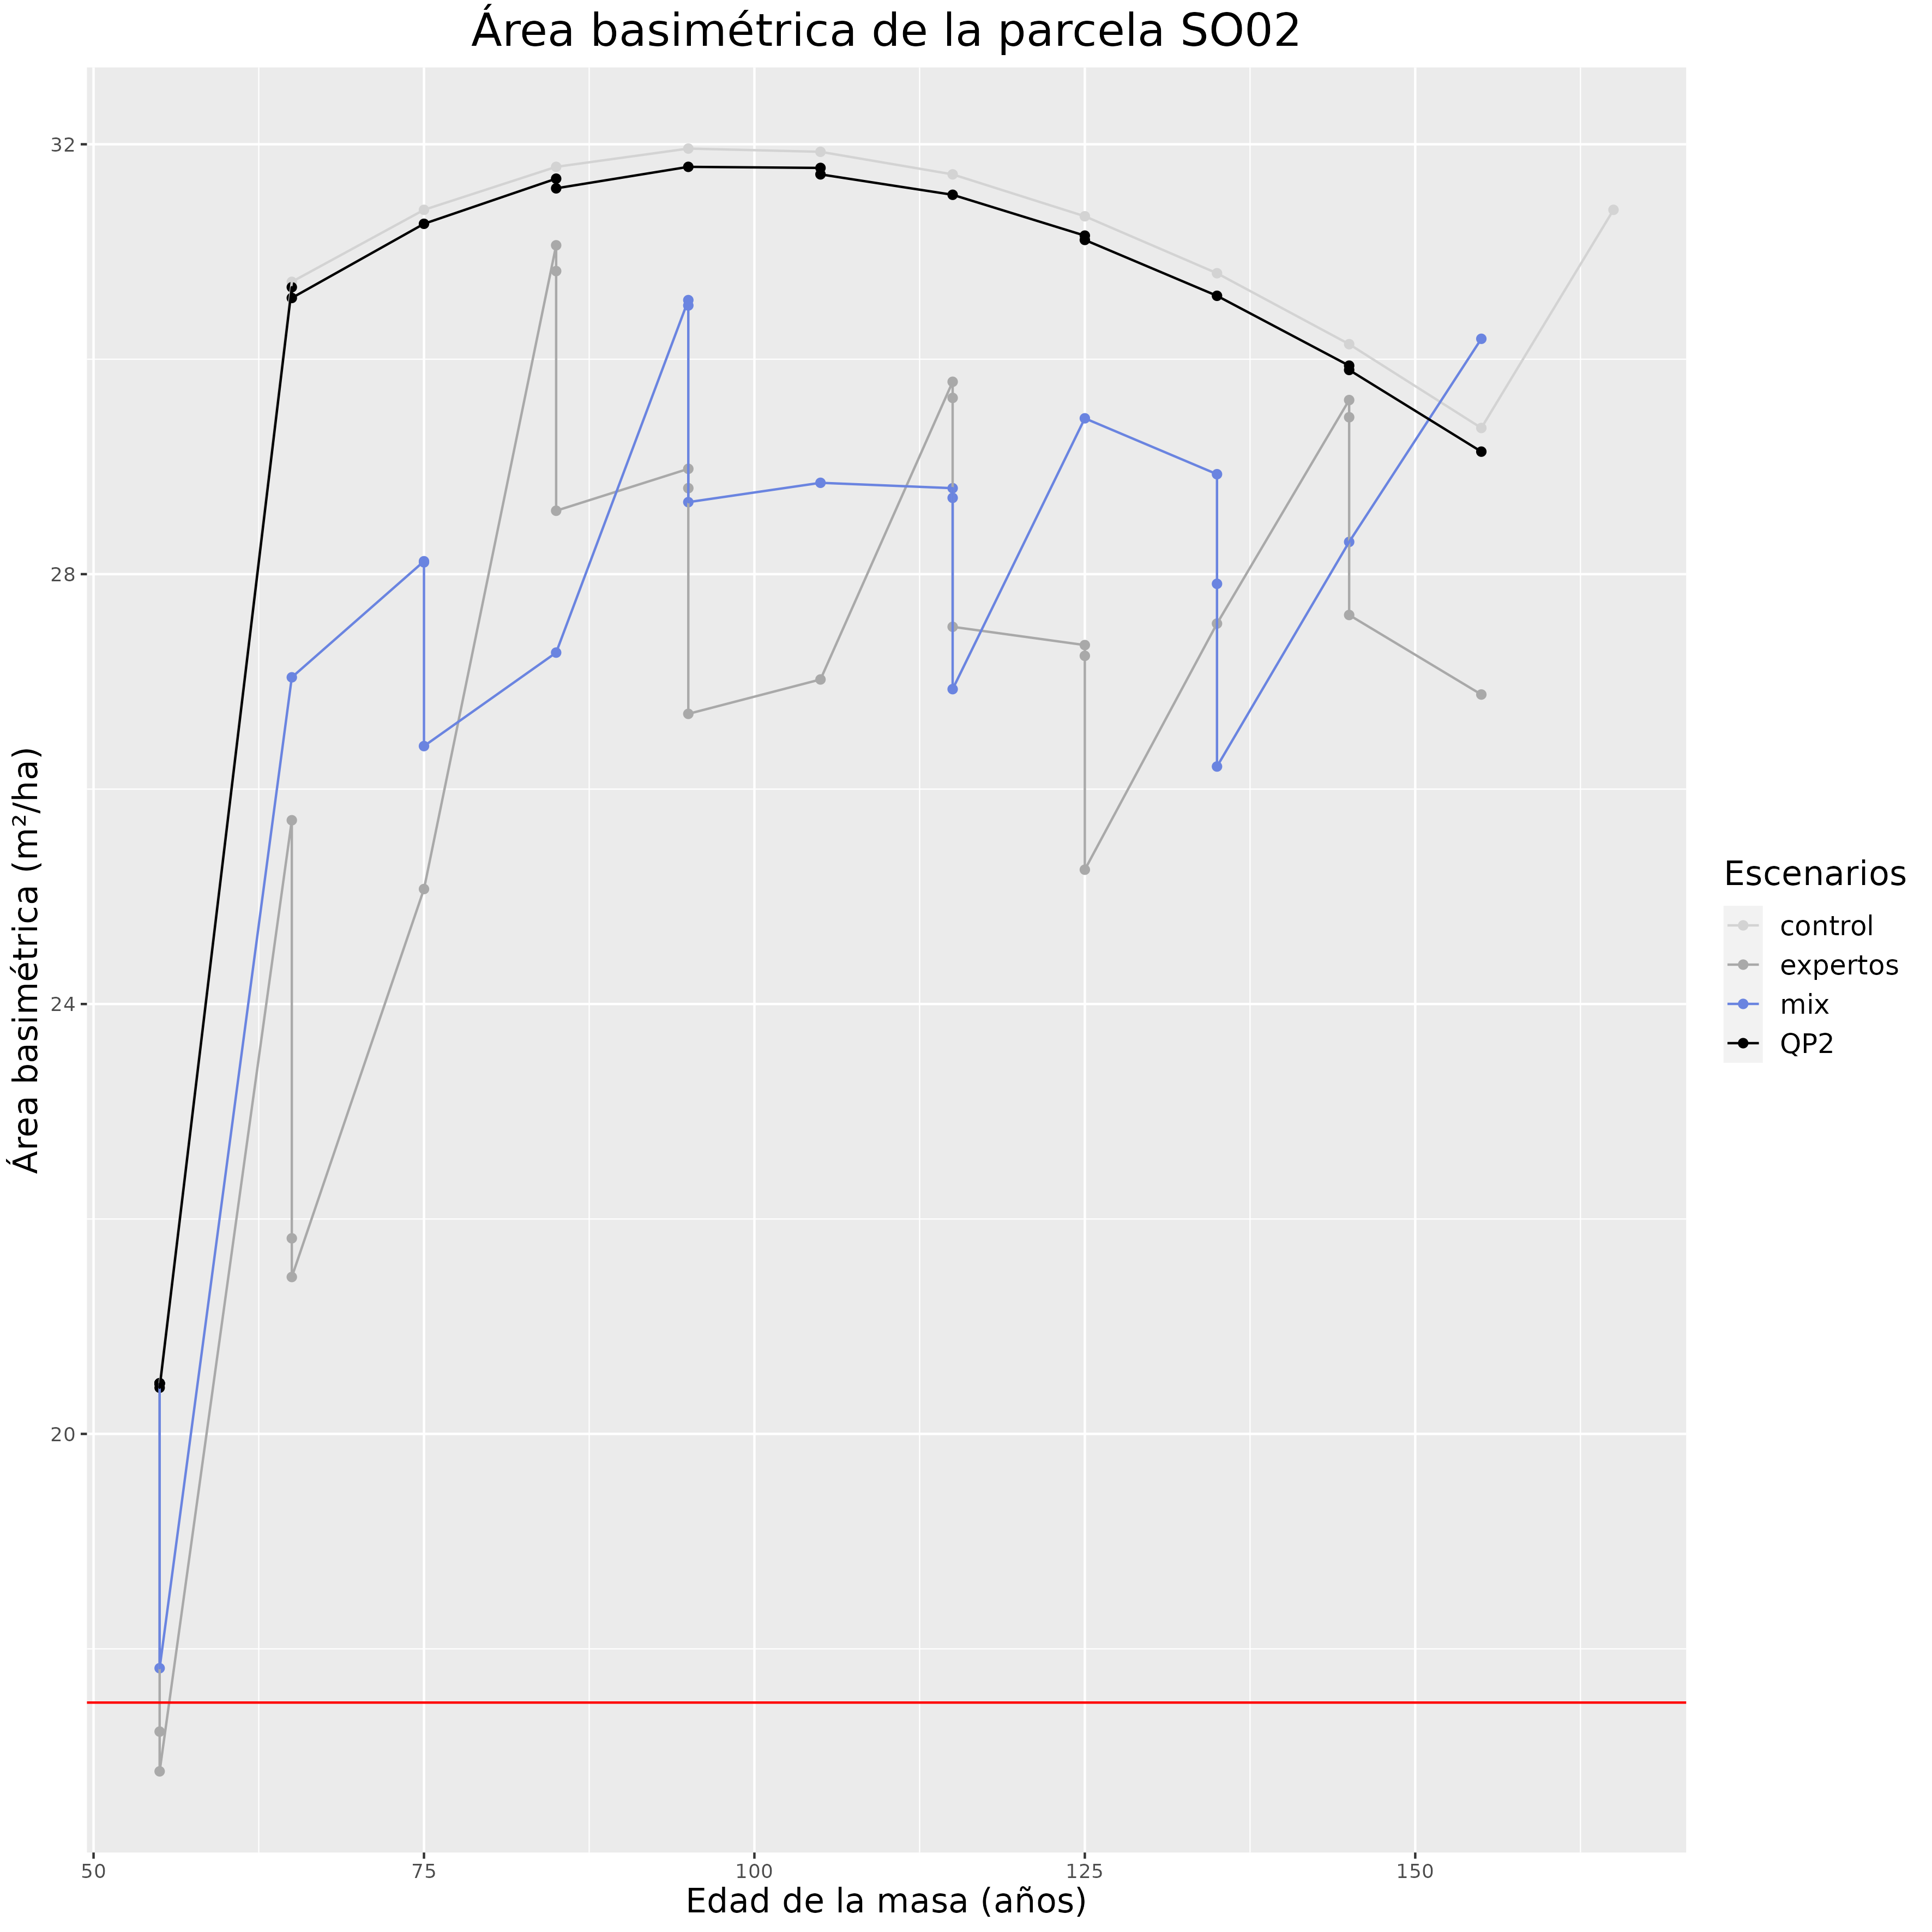 Área basimétrica de la parcela SO02
Área basimétrica (m²/ha)
32
28
24
20
50
75
100
125
150
Edad de la masa (años)
Escenarios
control
expertos
mix
QP2